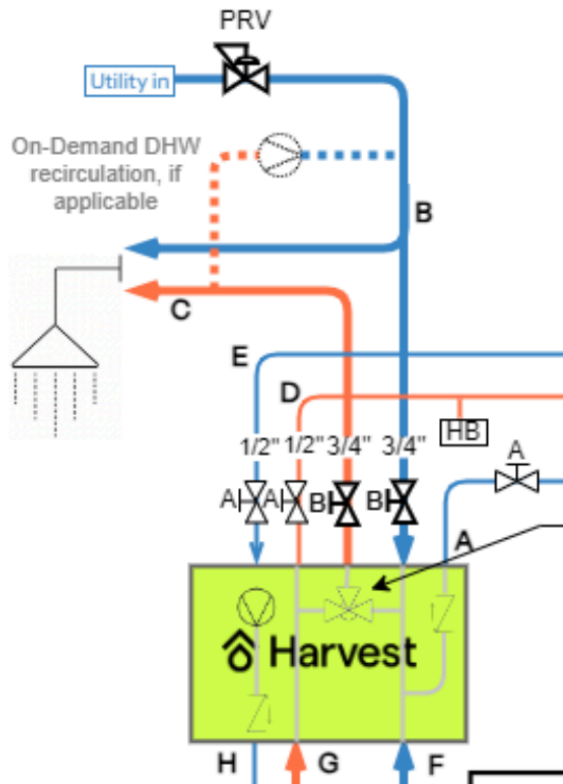 PRV
Utility in
On-Demand DHW
recirculation, if
applicable
B
C
E
D
HB
1/2" 1/2" 3/4" 3/4"
A
A A B B
A
Harvest
H G F